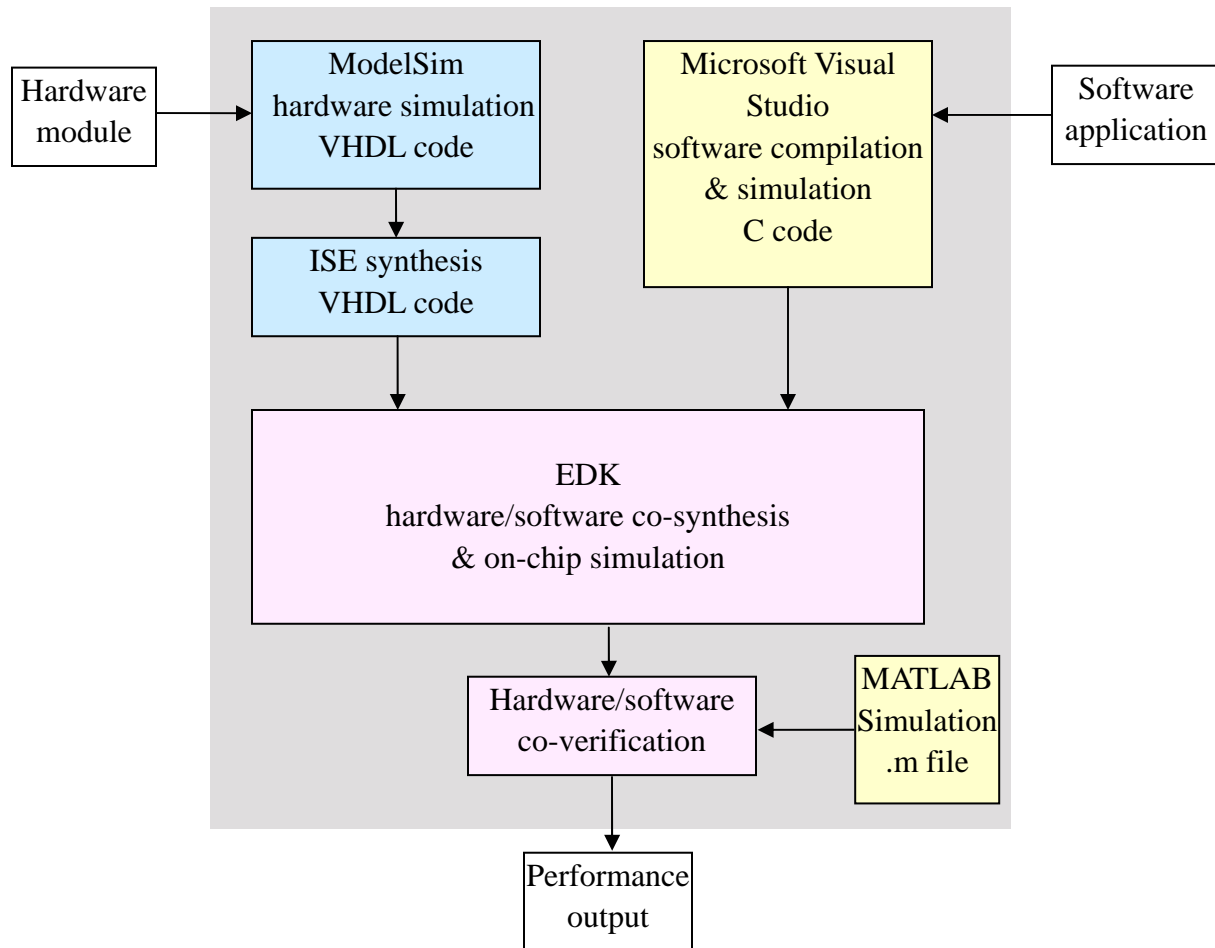 Hardware
module
ModelSim
hardware simulation
VHDL code
Microsoft Visual
Studio
software compilation
& simulation
C code
Software
application
ISE synthesis
VHDL code
EDK
hardware/software co-synthesis
& on-chip simulation
Hardware/software
co-verification
MATLAB
Simulation
.m file
Performance
output